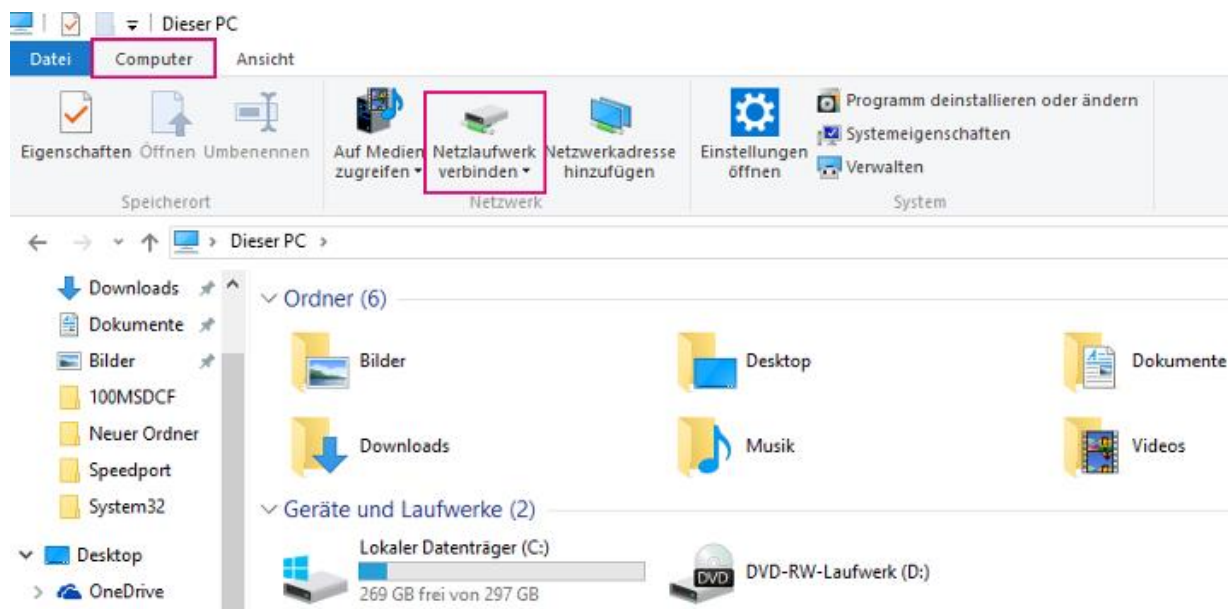 Dieser PC
Datei Computer Ansicht
Eigenschaften Öffnen Umbenennen
Speicherort
Auf Medien zugreifen
Netzlaufwerk verbinden
Netzwerkadresse hinzufügen
Netzwerk
Einstellungen öffnen
Programm deinstallieren oder ändern
Systemeigenschaften
Verwalten
System
Dieser PC
Downloads
Dokumente
Bilder
100MSDCF
Neuer Ordner
Speedport
System32
Desktop
OneDrive
Ordner (6)
Bilder
Desktop
Dokumente
Downloads
Musik
Videos
Geräte und Laufwerke (2)
Lokaler Datenträger (C:)
269 GB frei von 297 GB
DVD
DVD-RW-Laufwerk (D:)